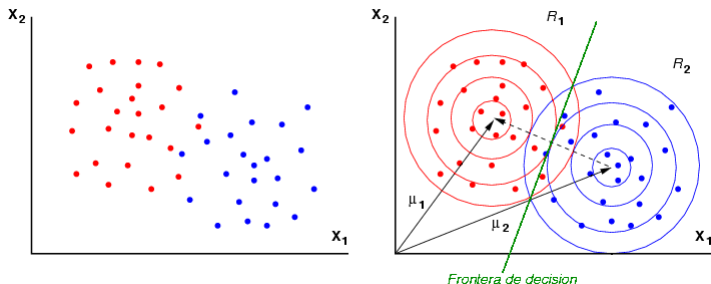 X2
X1
X2
R1
R2
μ1
μ2
X1
Frontera de decision